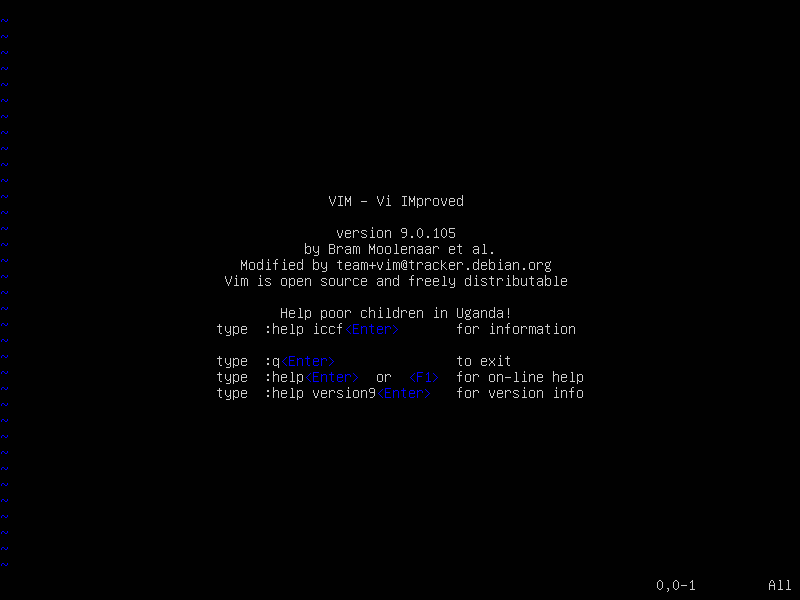 ~
~
~
~
~
~
~
~
~
~
~
~ VIM - Vi IMproved
~
~ version 9.0.105
~ by Bram Moolenaar et al.
~ Modified by team+vim@tracker.debian.org
~ Vim is open source and freely distributable
~
~ Help poor children in Uganda!
~ type :help iccf<Enter> for information
~
~ type :q<Enter> to exit
~ type :help<Enter> or <F1> for on-line help
~ type :help version9<Enter> for version info
~
~
~
~
~
~
~
~
~
~
~
0,0-1 All